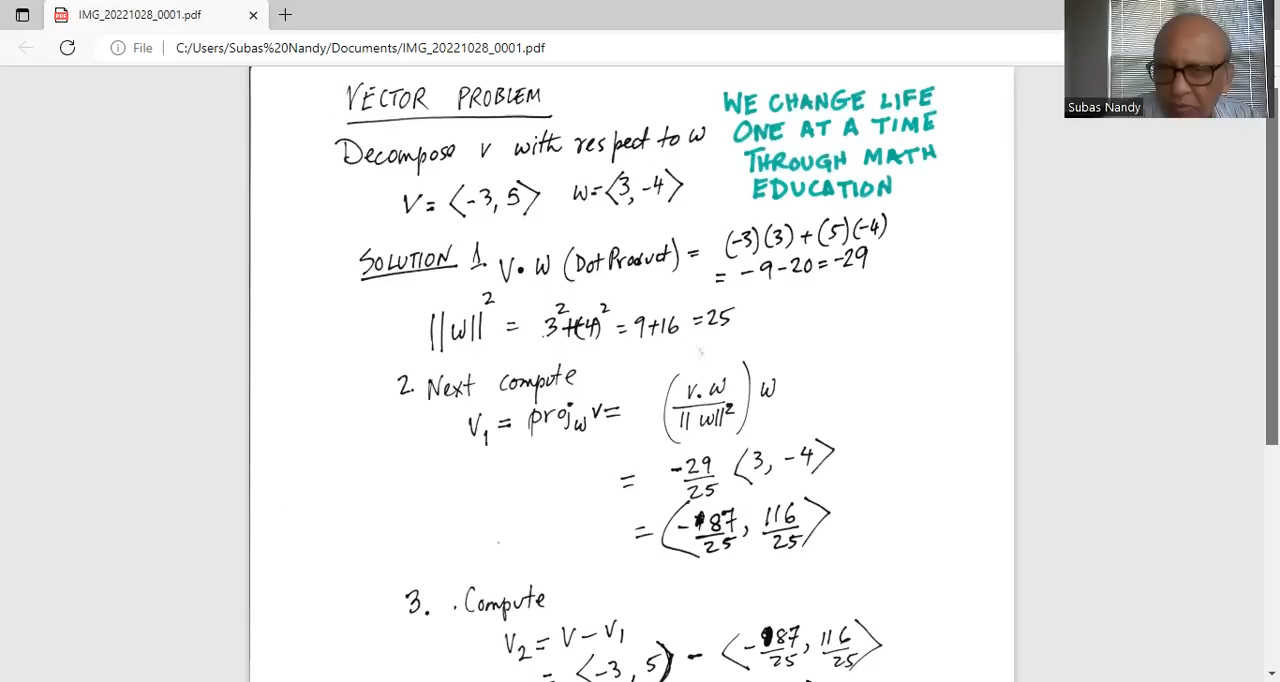 IMG_20221028_0001.pdf
File
C:/Users/Subas%20Nandy/Documents/IMG_20221028_0001.pdf
Subas Nandy
VECTOR PROBLEM
WE CHANGE LIFE
ONE AT A TIME
THROUGH MATH
EDUCATION
Decompose v with respect to w
V = <-3, 5> w = <3, -4>
SOLUTION 1. V • W (Dot Product) = (-3)(3) + (5)(-4)
= -9 -20 = -29
||w||² = 3² + (-4)² = 9+16 = 25
2. Next compute
V₁ = proj_w v = (v.w / ||w||²) w
= -29/25 <3, -4>
= <-87/25, 116/25>
3. . Compute
V₂ = V - V₁
= <-3, 5> - <-87/25, 116/25>